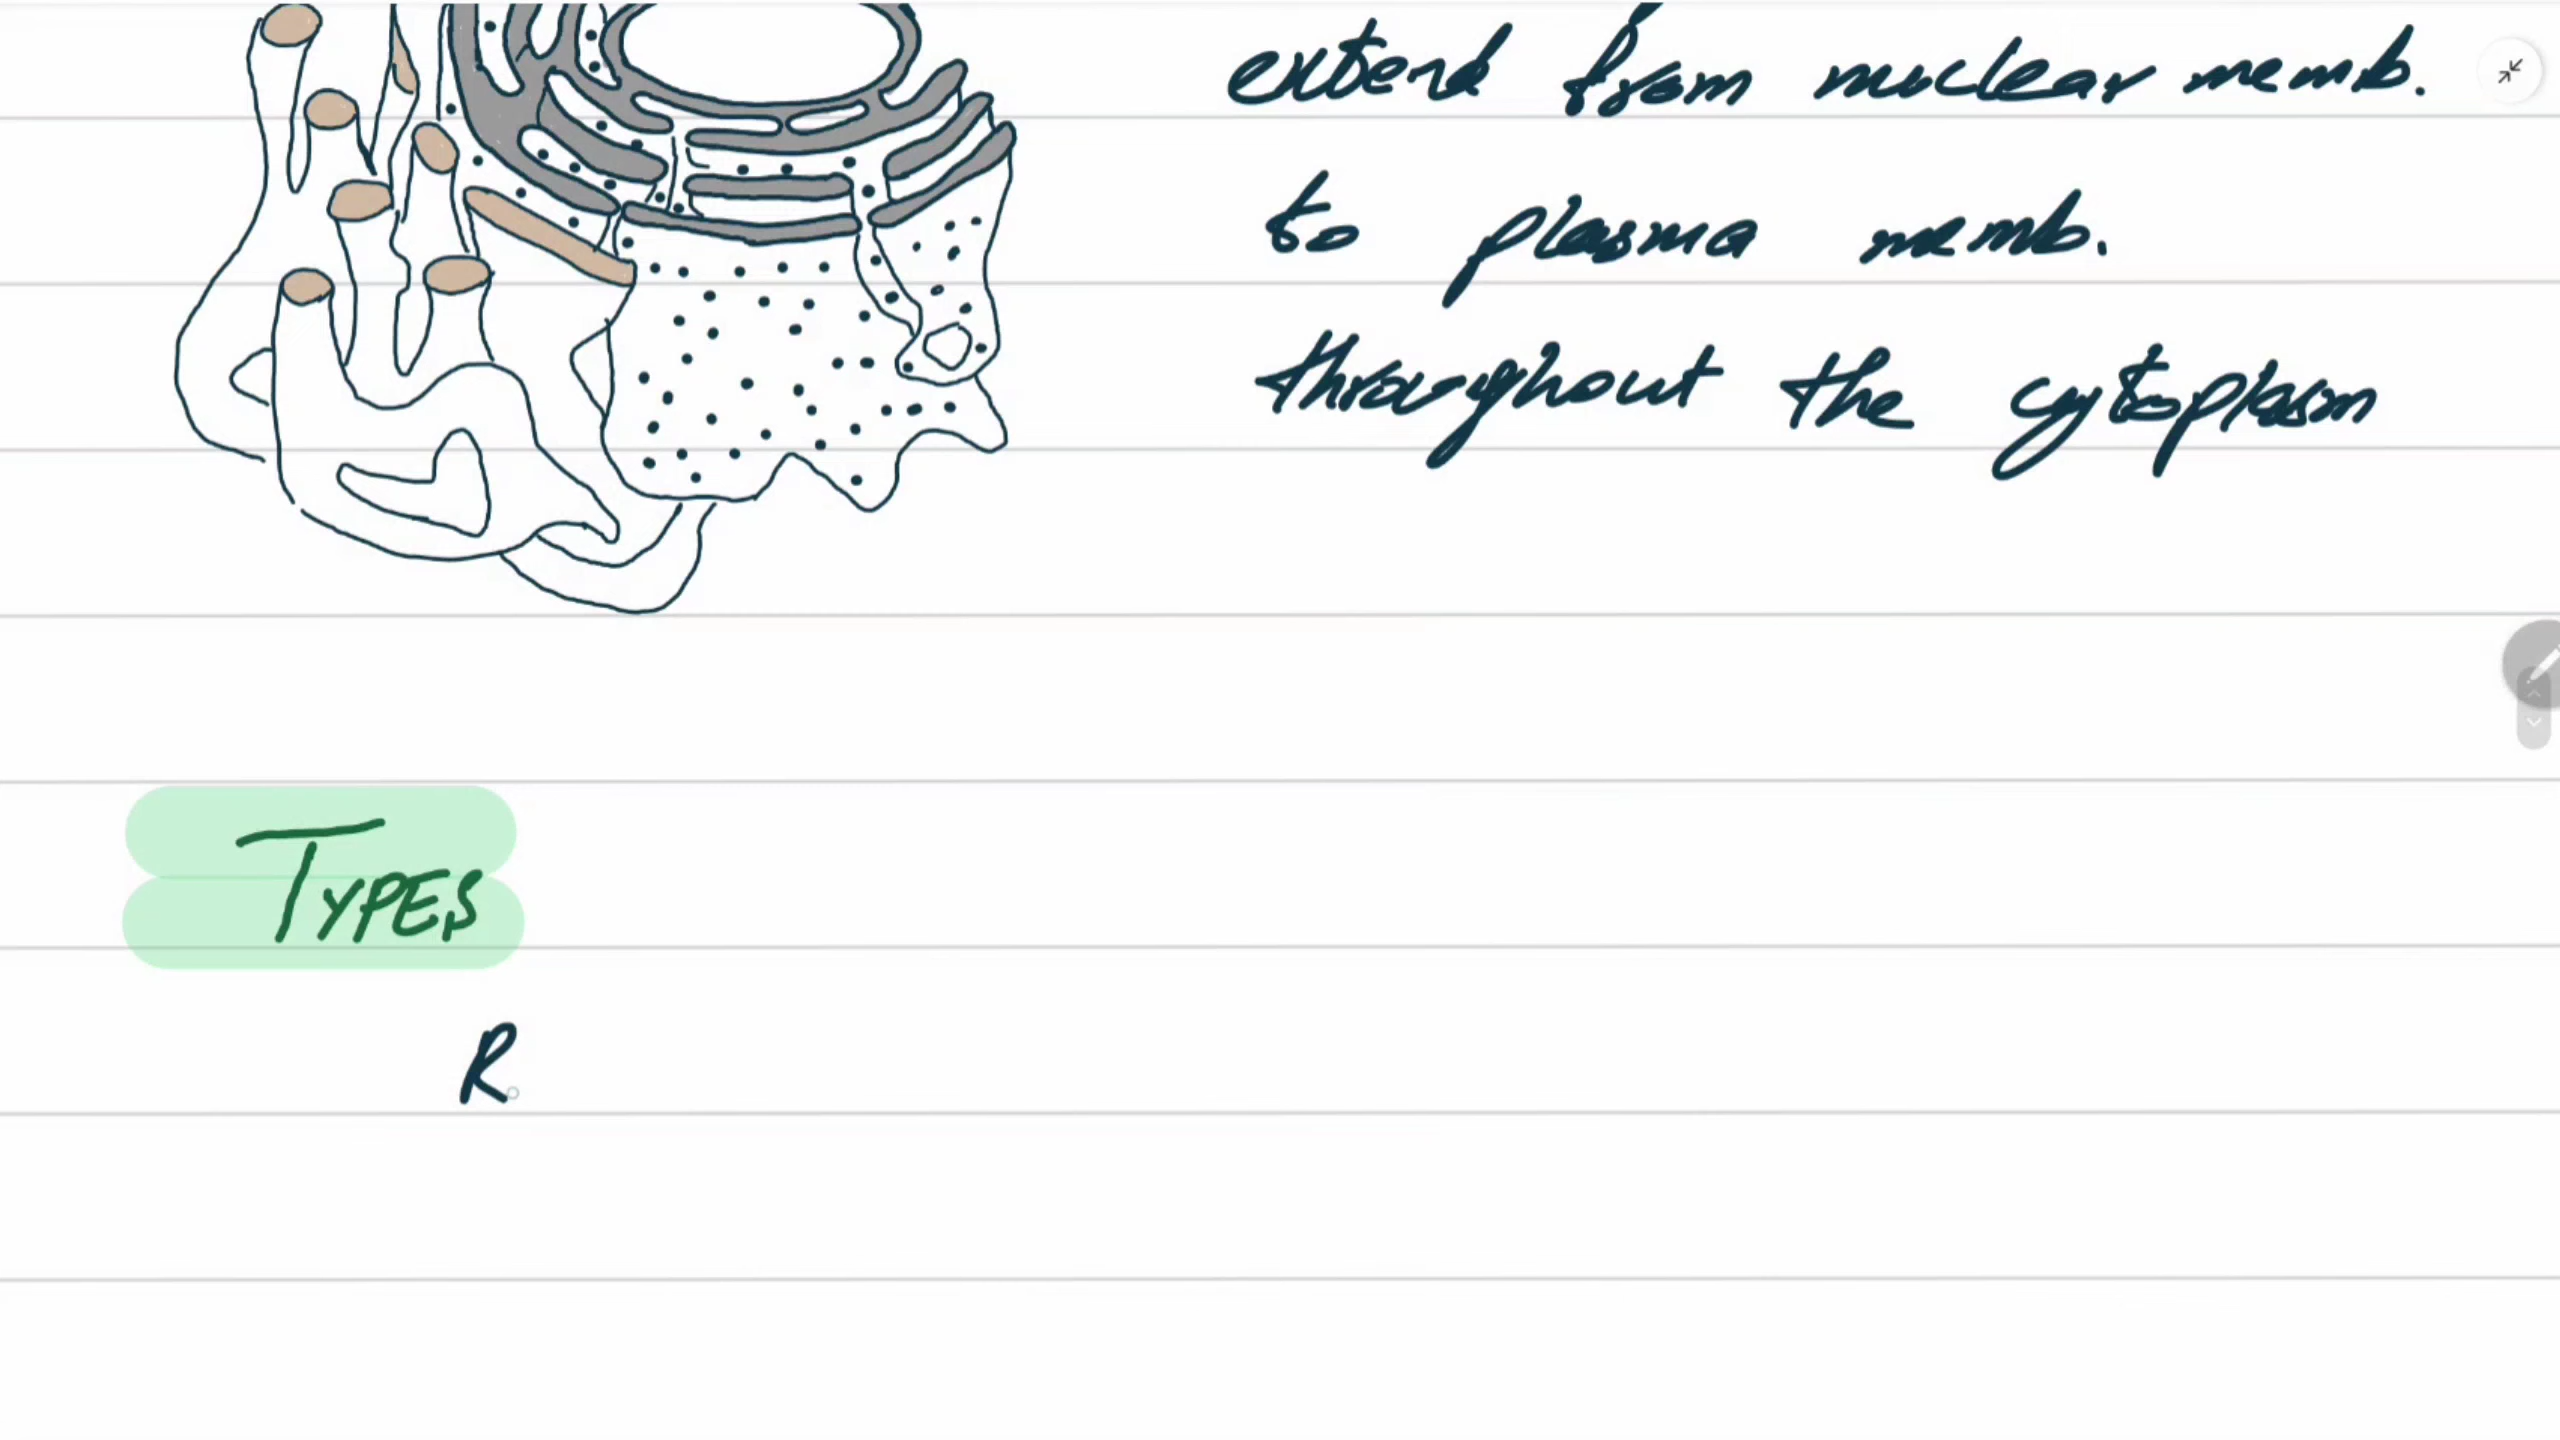 extend from nuclear memb.
to plasma memb.
throughout the cytoplasm
TYPES
R